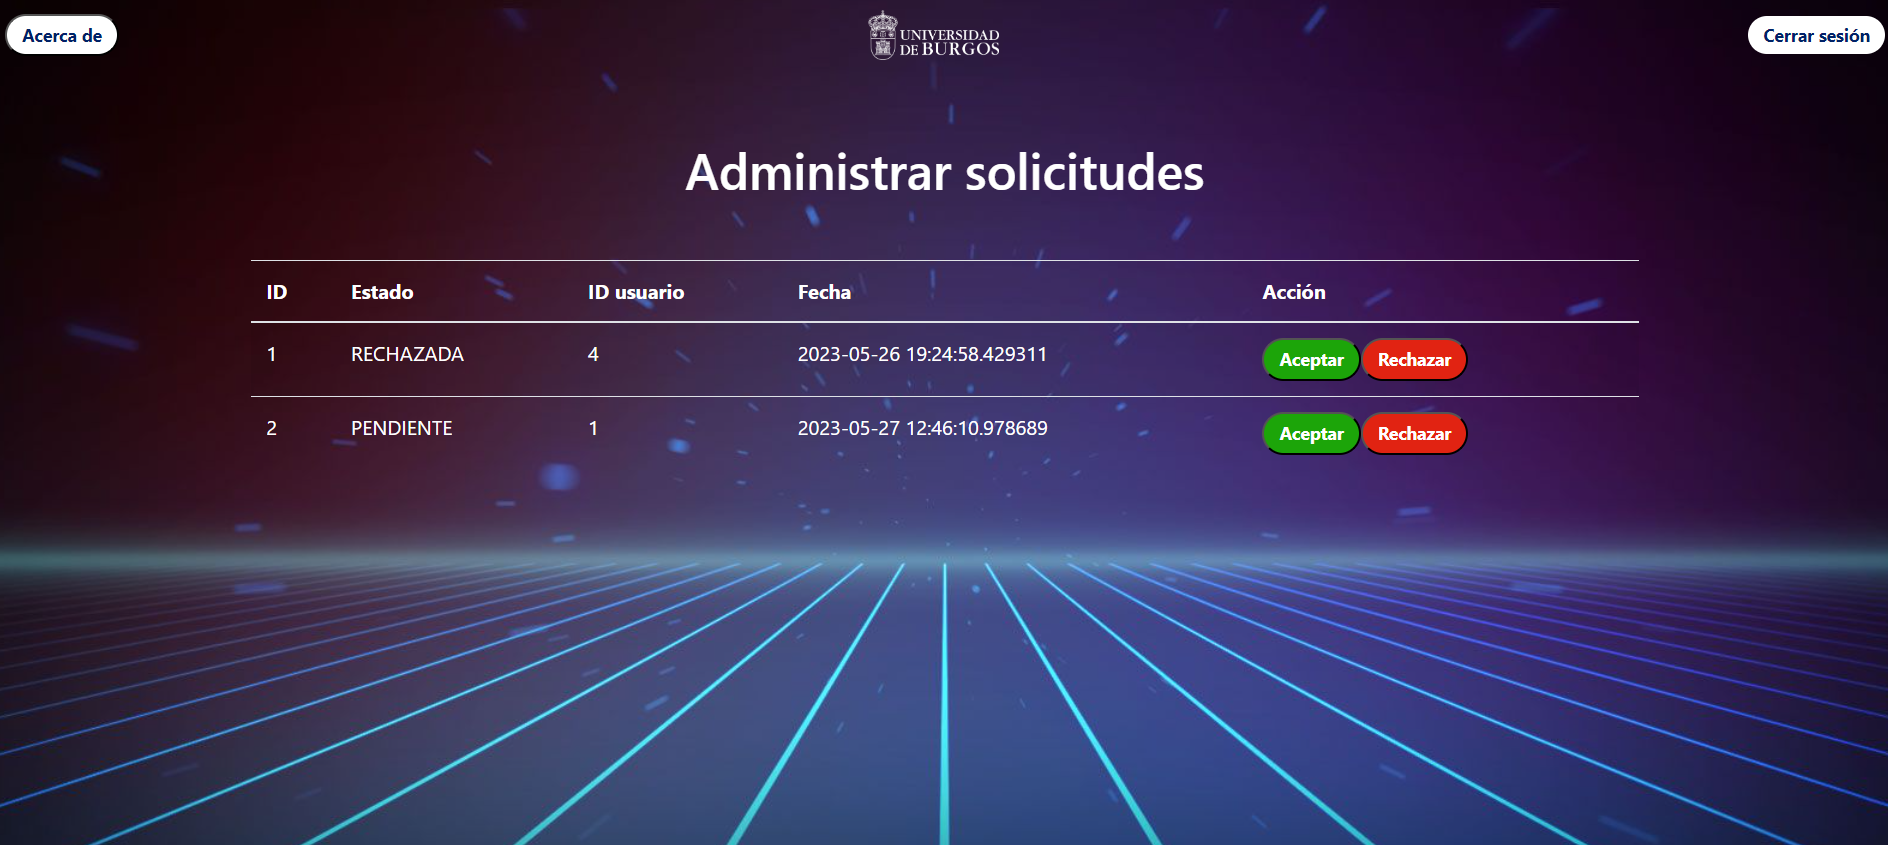 Acerca de
UNIVERSIDAD
DE BURGOS
Cerrar sesión
Administrar solicitudes
ID Estado ID usuario Fecha Acción
1 RECHAZADA 4 2023-05-26 19:24:58.429311 Aceptar Rechazar
2 PENDIENTE 1 2023-05-27 12:46:10.978689 Aceptar Rechazar